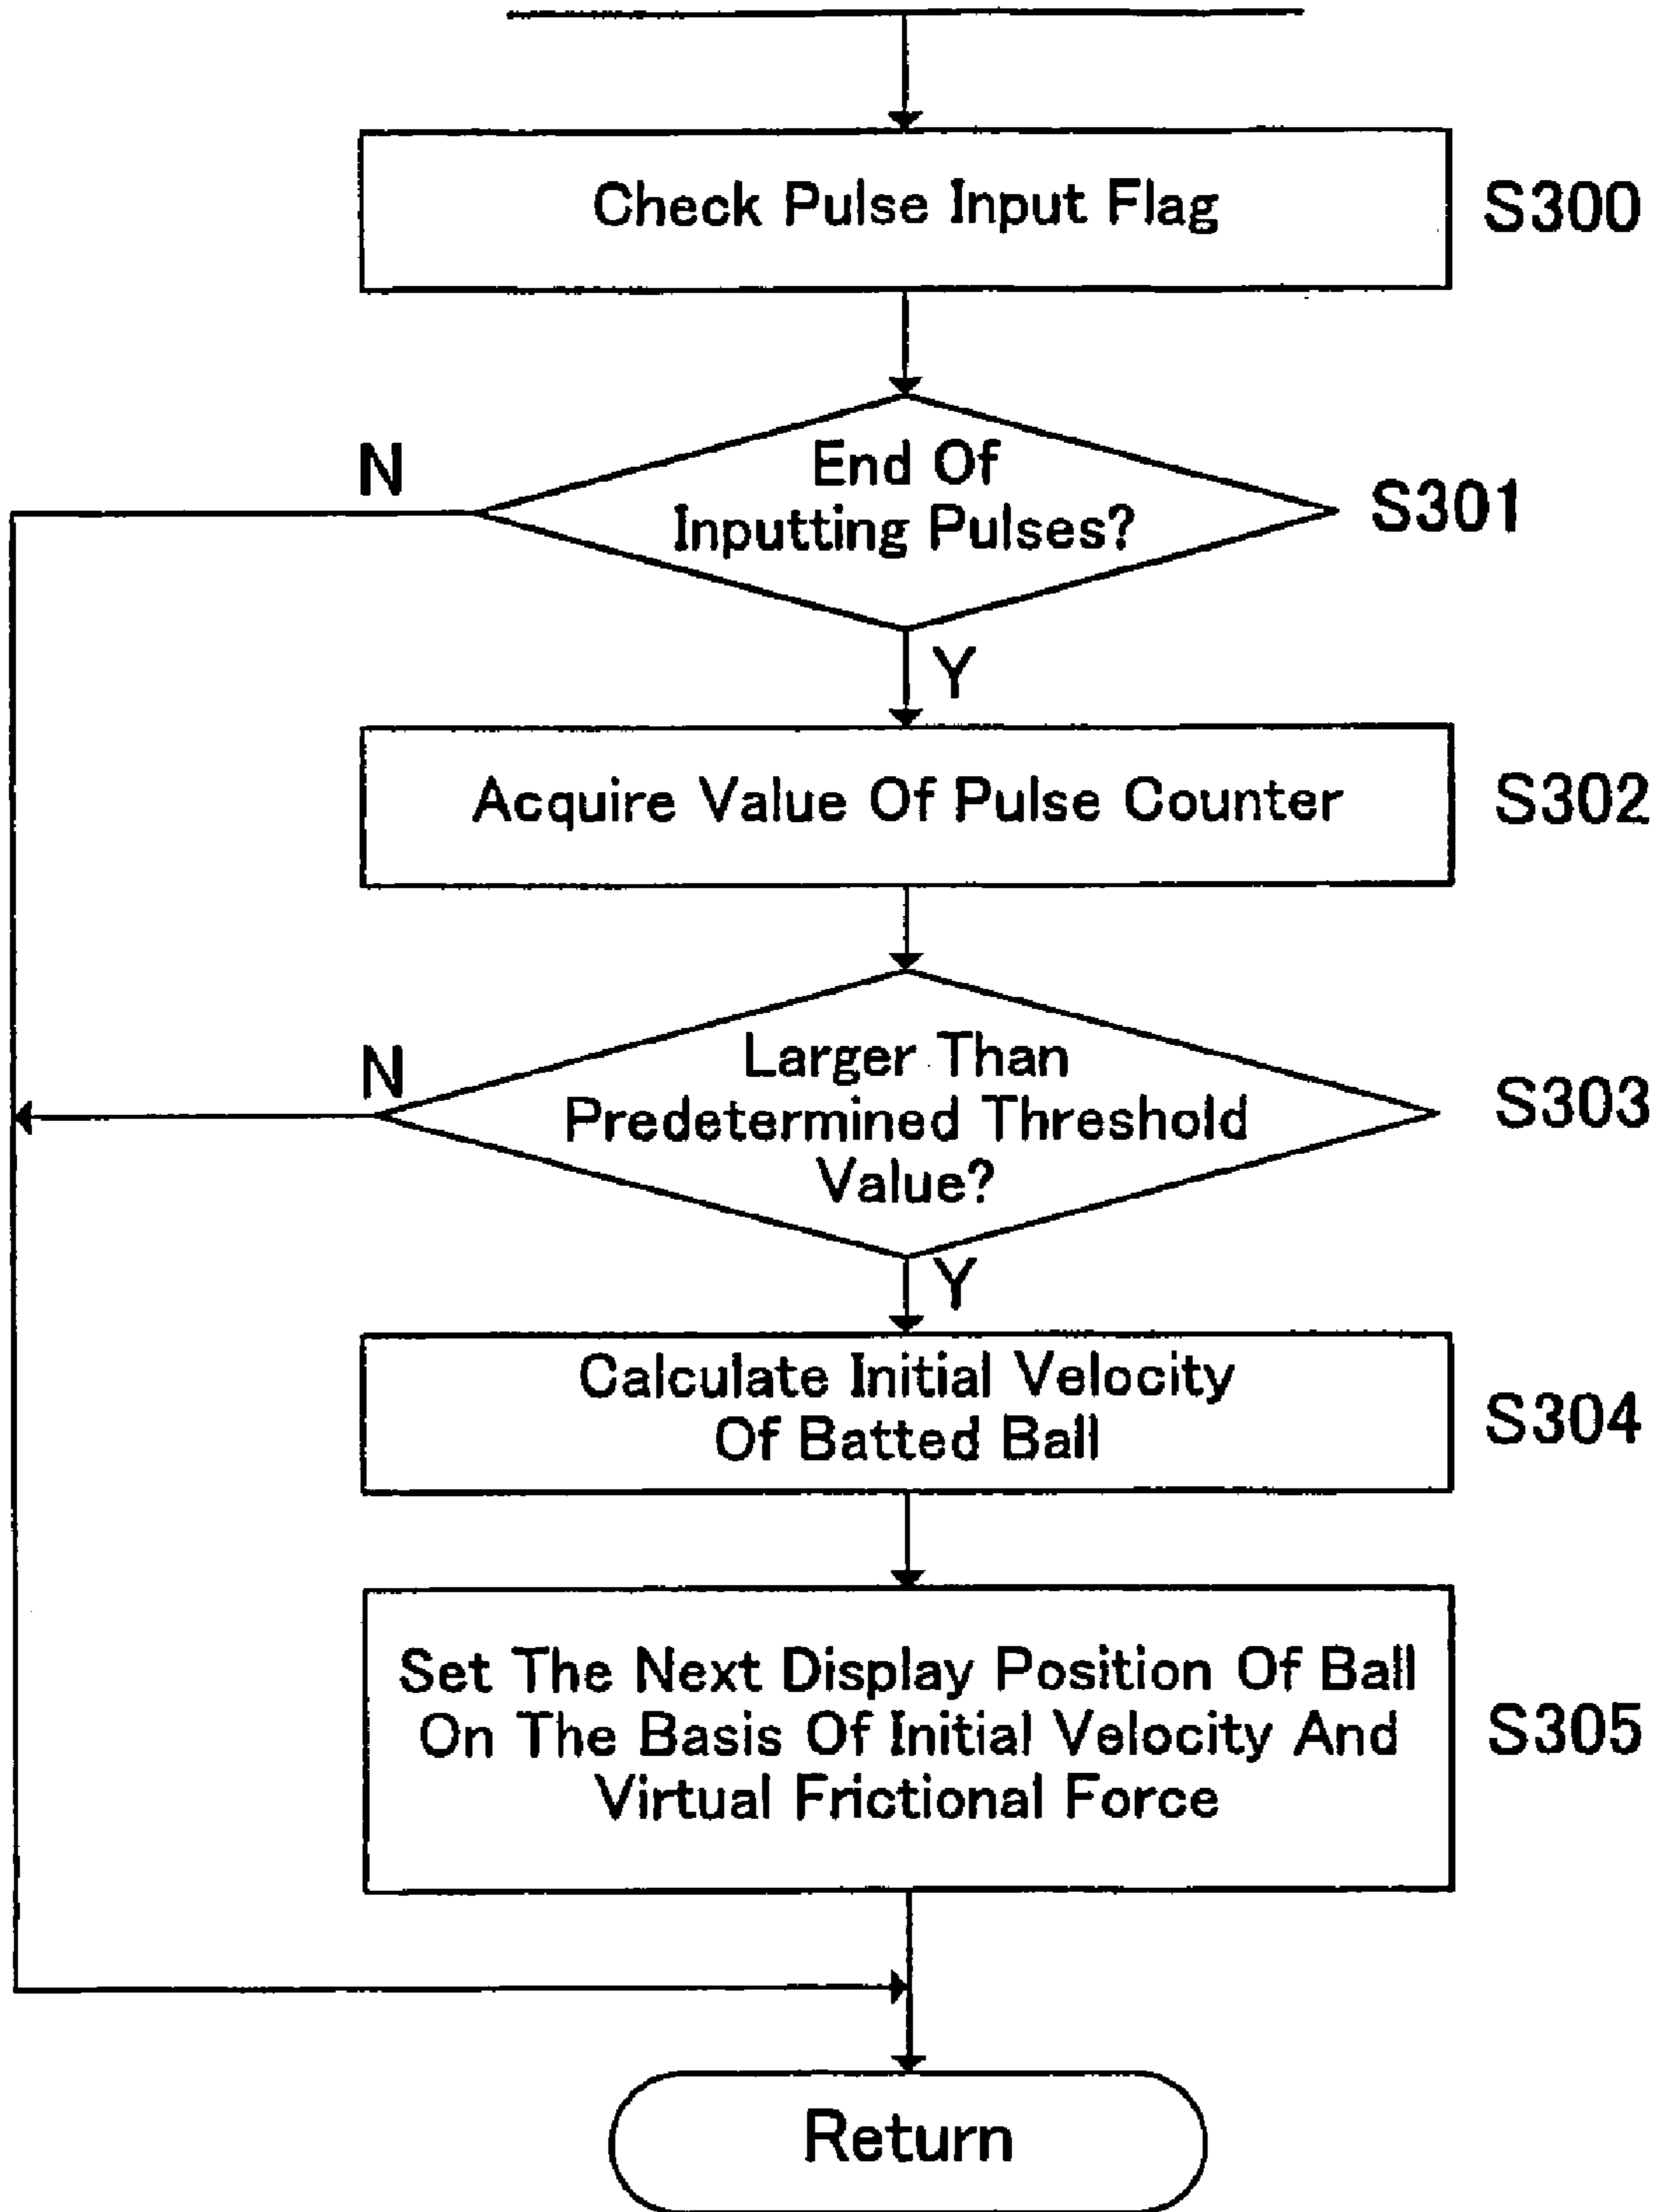 Check Pulse Input Flag
S300
End Of
Inputting Pulses?
N
S301
Y
Acquire Value Of Pulse Counter
S302
Larger Than
Predetermined Threshold
Value?
N
S303
Y
Calculate Initial Velocity
Of Batted Ball
S304
Set The Next Display Position Of Ball
On The Basis Of Initial Velocity And
Virtual Frictional Force
S305
Return